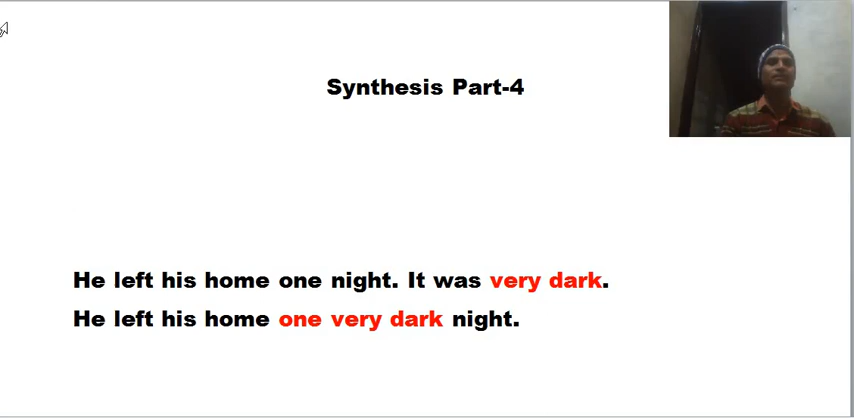 Synthesis Part-4
He left his home one night. It was very dark.
He left his home one very dark night.